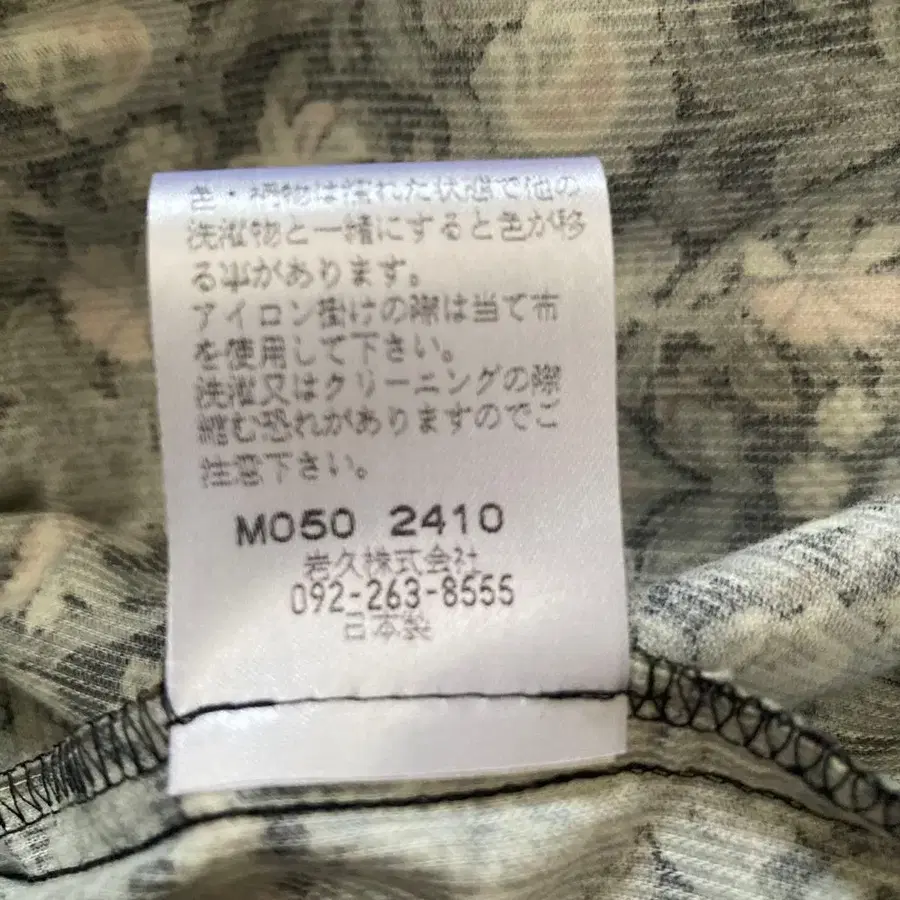 色・柄物は濡れた状態で他の
洗濯物と一緒にすると色が移
る事があります。
アイロン掛けの際は当て布
を使用して下さい。
洗濯又はクリーニングの際
縮む恐れがありますのでご
注意下さい。
M050 2410
岩久株式会社
092-263-8555
日本製